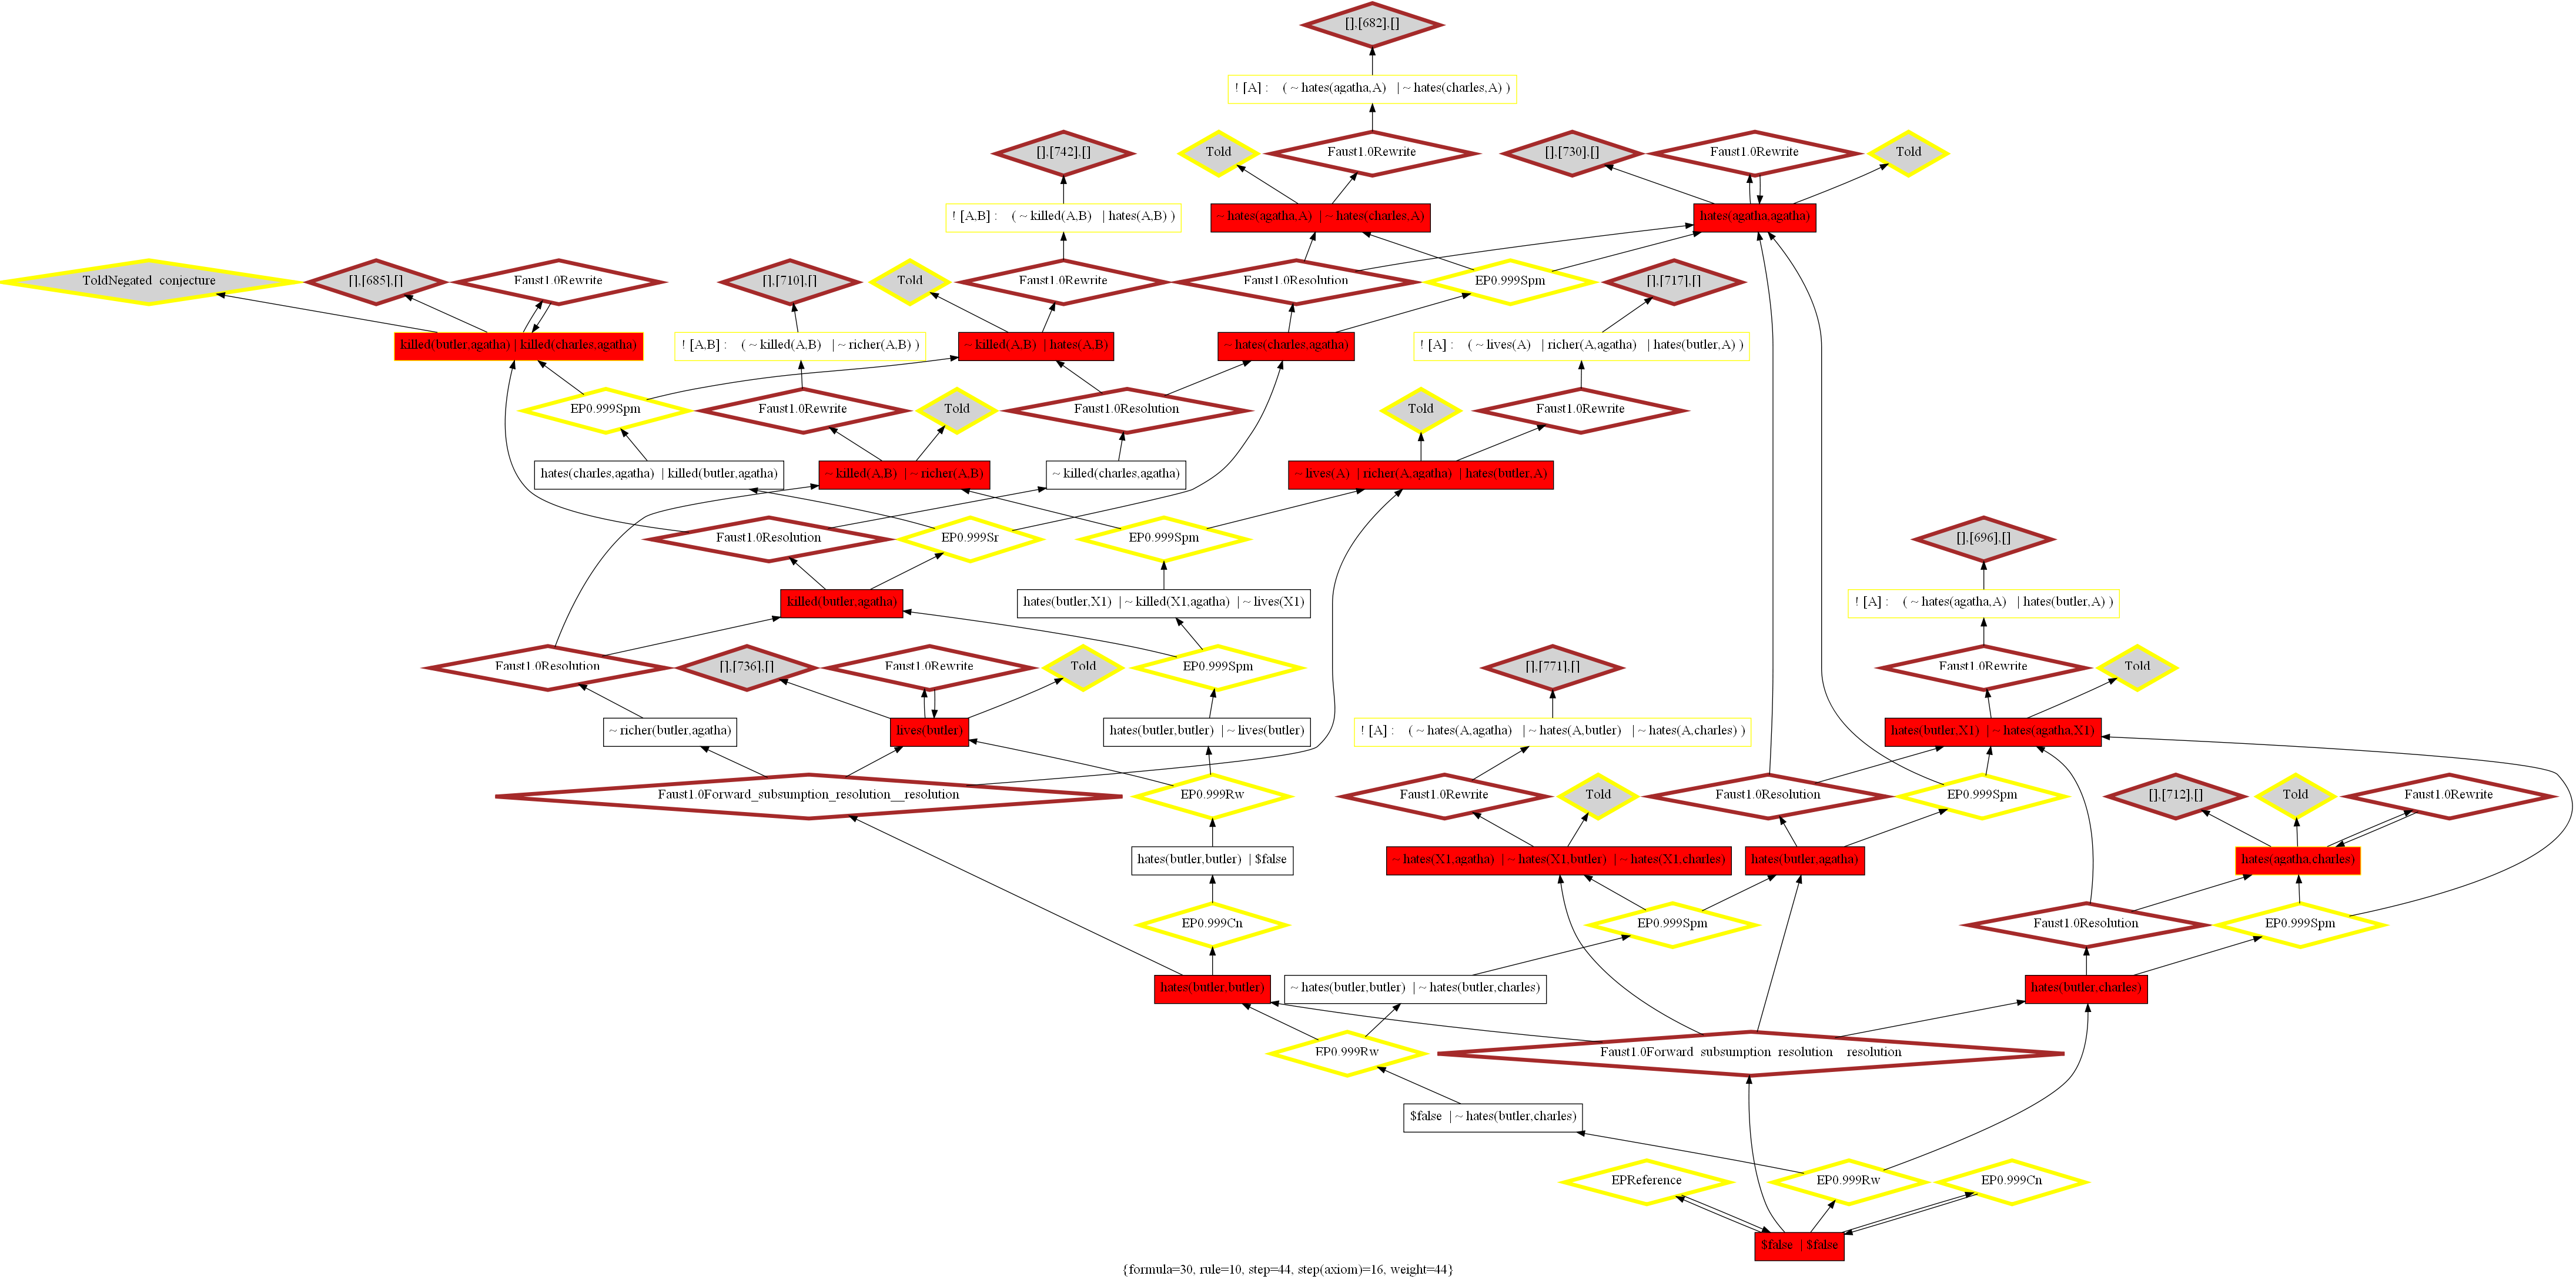 [],[682],[]
! [A] : ( ~ hates(agatha,A) | ~ hates(charles,A) )
[],[742],[]
Told
Faust1.0Rewrite
[],[730],[]
Faust1.0Rewrite
Told
! [A,B] : ( ~ killed(A,B) | hates(A,B) )
~ hates(agatha,A) | ~ hates(charles,A)
hates(agatha,agatha)
ToldNegated_conjecture
[],[685],[]
Faust1.0Rewrite
[],[710],[]
Told
Faust1.0Rewrite
Faust1.0Resolution
EP0.999Spm
[],[717],[]
killed(butler,agatha) | killed(charles,agatha)
! [A,B] : ( ~ killed(A,B) | ~ richer(A,B) )
~ killed(A,B) | hates(A,B)
~ hates(charles,agatha)
! [A] : ( ~ lives(A) | richer(A,agatha) | hates(butler,A) )
EP0.999Spm
Faust1.0Rewrite
Told
Faust1.0Resolution
Told
Faust1.0Rewrite
hates(charles,agatha) | killed(butler,agatha)
~ killed(A,B) | ~ richer(A,B)
~ killed(charles,agatha)
~ lives(A) | richer(A,agatha) | hates(butler,A)
Faust1.0Resolution
EP0.999Sr
EP0.999Spm
[],[696],[]
killed(butler,agatha)
hates(butler,X1) | ~ killed(X1,agatha) | ~ lives(X1)
! [A] : ( ~ hates(agatha,A) | hates(butler,A) )
Faust1.0Resolution
[],[736],[]
Faust1.0Rewrite
Told
EP0.999Spm
[],[771],[]
Faust1.0Rewrite
Told
~ richer(butler,agatha)
lives(butler)
hates(butler,butler) | ~ lives(butler)
! [A] : ( ~ hates(A,agatha) | ~ hates(A,butler) | ~ hates(A,charles) )
hates(butler,X1) | ~ hates(agatha,X1)
Faust1.0Forward_subsumption_resolution__resolution
EP0.999Rw
Faust1.0Rewrite
Told
Faust1.0Resolution
EP0.999Spm
[],[712],[]
Told
Faust1.0Rewrite
hates(butler,butler) | $false
~ hates(X1,agatha) | ~ hates(X1,butler) | ~ hates(X1,charles)
hates(butler,agatha)
hates(agatha,charles)
EP0.999Cn
EP0.999Spm
Faust1.0Resolution
EP0.999Spm
hates(butler,butler)
~ hates(butler,butler) | ~ hates(butler,charles)
hates(butler,charles)
EP0.999Rw
Faust1.0Forward_subsumption_resolution__resolution
$false | ~ hates(butler,charles)
EPReference
EP0.999Rw
EP0.999Cn
$false | $false
{formula=30, rule=10, step=44, step(axiom)=16, weight=44}